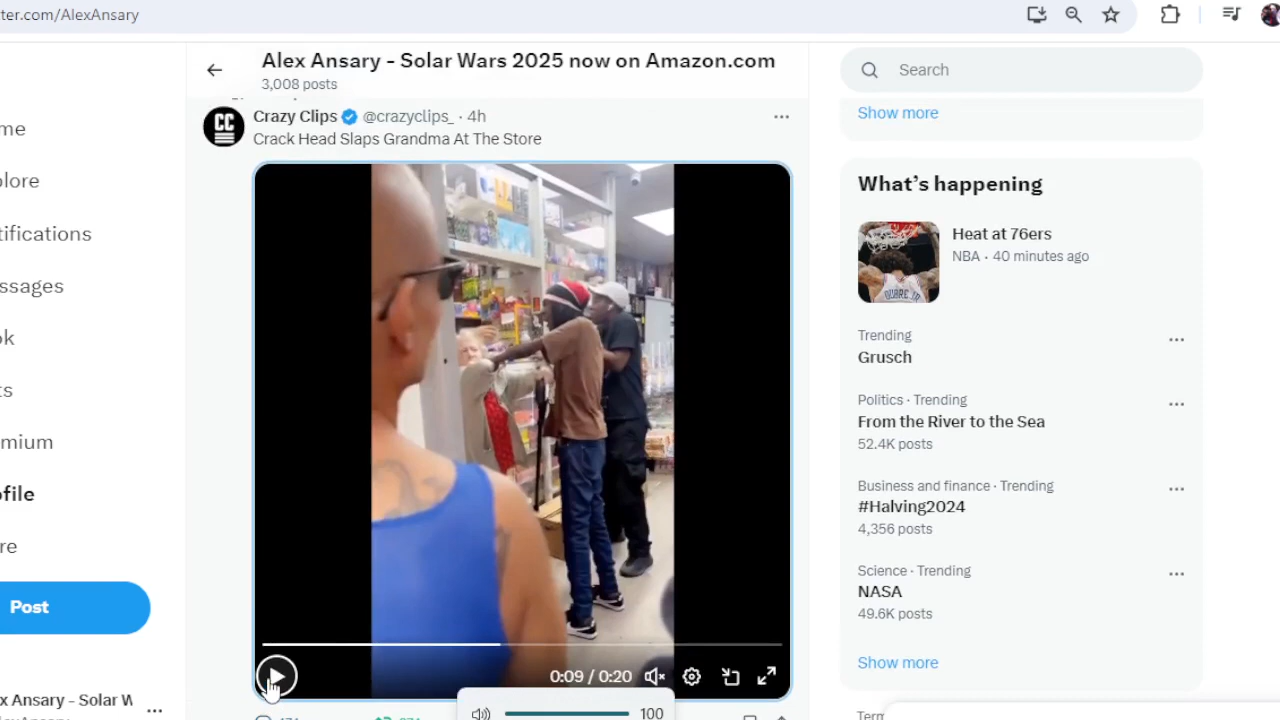 ter.com/AlexAnsary
Alex Ansary - Solar Wars 2025 now on Amazon.com
3,008 posts
Crazy Clips @crazyclips_ · 4h
Crack Head Slaps Grandma At The Store
CC
0:09 / 0:20
100
me
plore
tifications
ssages
ok
ts
mium
ofile
re
Post
x Ansary - Solar W
Search
Show more
What's happening
Heat at 76ers
NBA · 40 minutes ago
Trending
Grusch
Politics · Trending
From the River to the Sea
52.4K posts
Business and finance · Trending
#Halving2024
4,356 posts
Science · Trending
NASA
49.6K posts
Show more